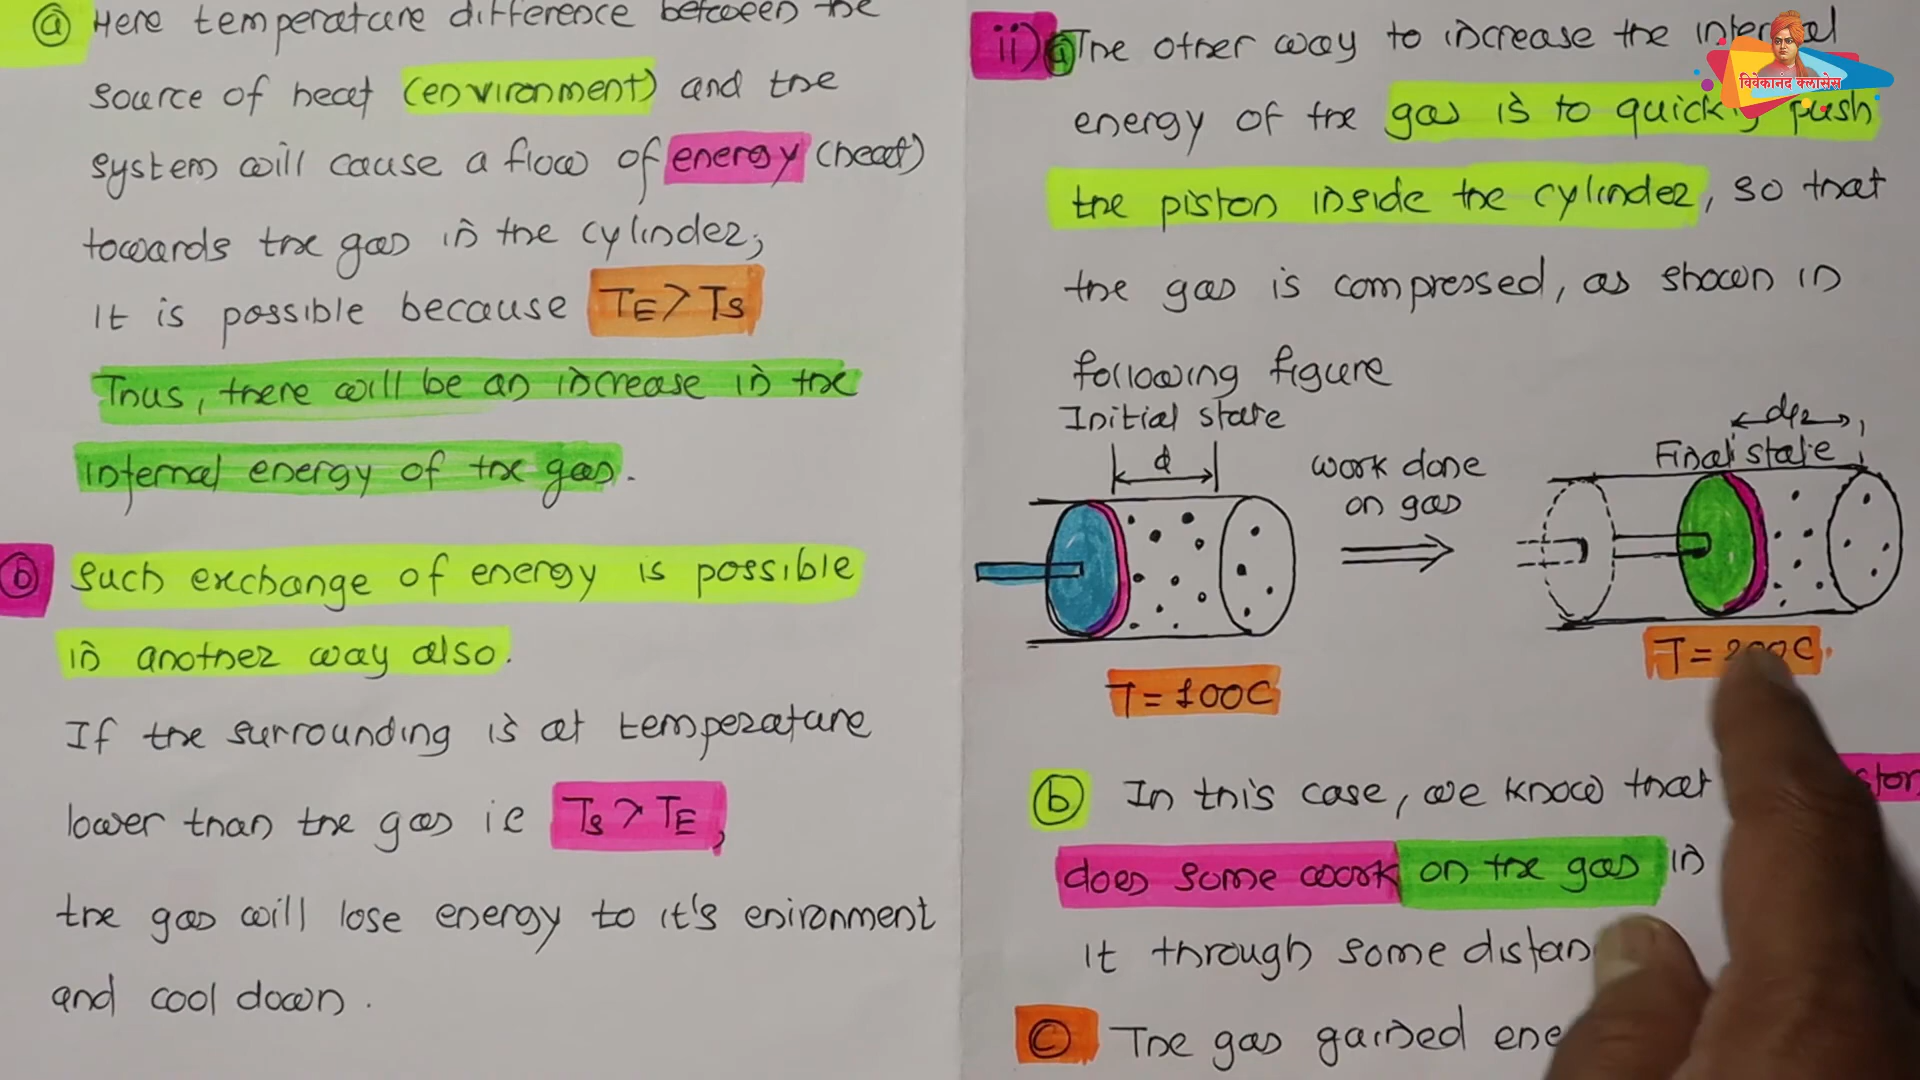 ⓐ Here temperature difference between the
source of heat (environment) and the
system will cause a flow of energy (heat)
towards the gas in the cylinder,
It is possible because TE > TS
Thus, there will be an increase in the
internal energy of the gas.
ⓑ Such exchange of energy is possible
in another way also.
If the surrounding is at temperature
lower than the gas ie TS > TE,
the gas will lose energy to it's enironment
and cool down.
ii) ⓐ The other way to increase the internal
energy of the gas is to quickly push
the piston inside the cylinder, so that
the gas is compressed, as shown in
following figure
Initial state
d
work done
on gas
d/2
Final state
T = 100C
T = 200C
ⓑ In this case, we know that
does some work on the gas in
it through some distan
ⓒ The gas gained ene
विवेकानंद क्लासेस